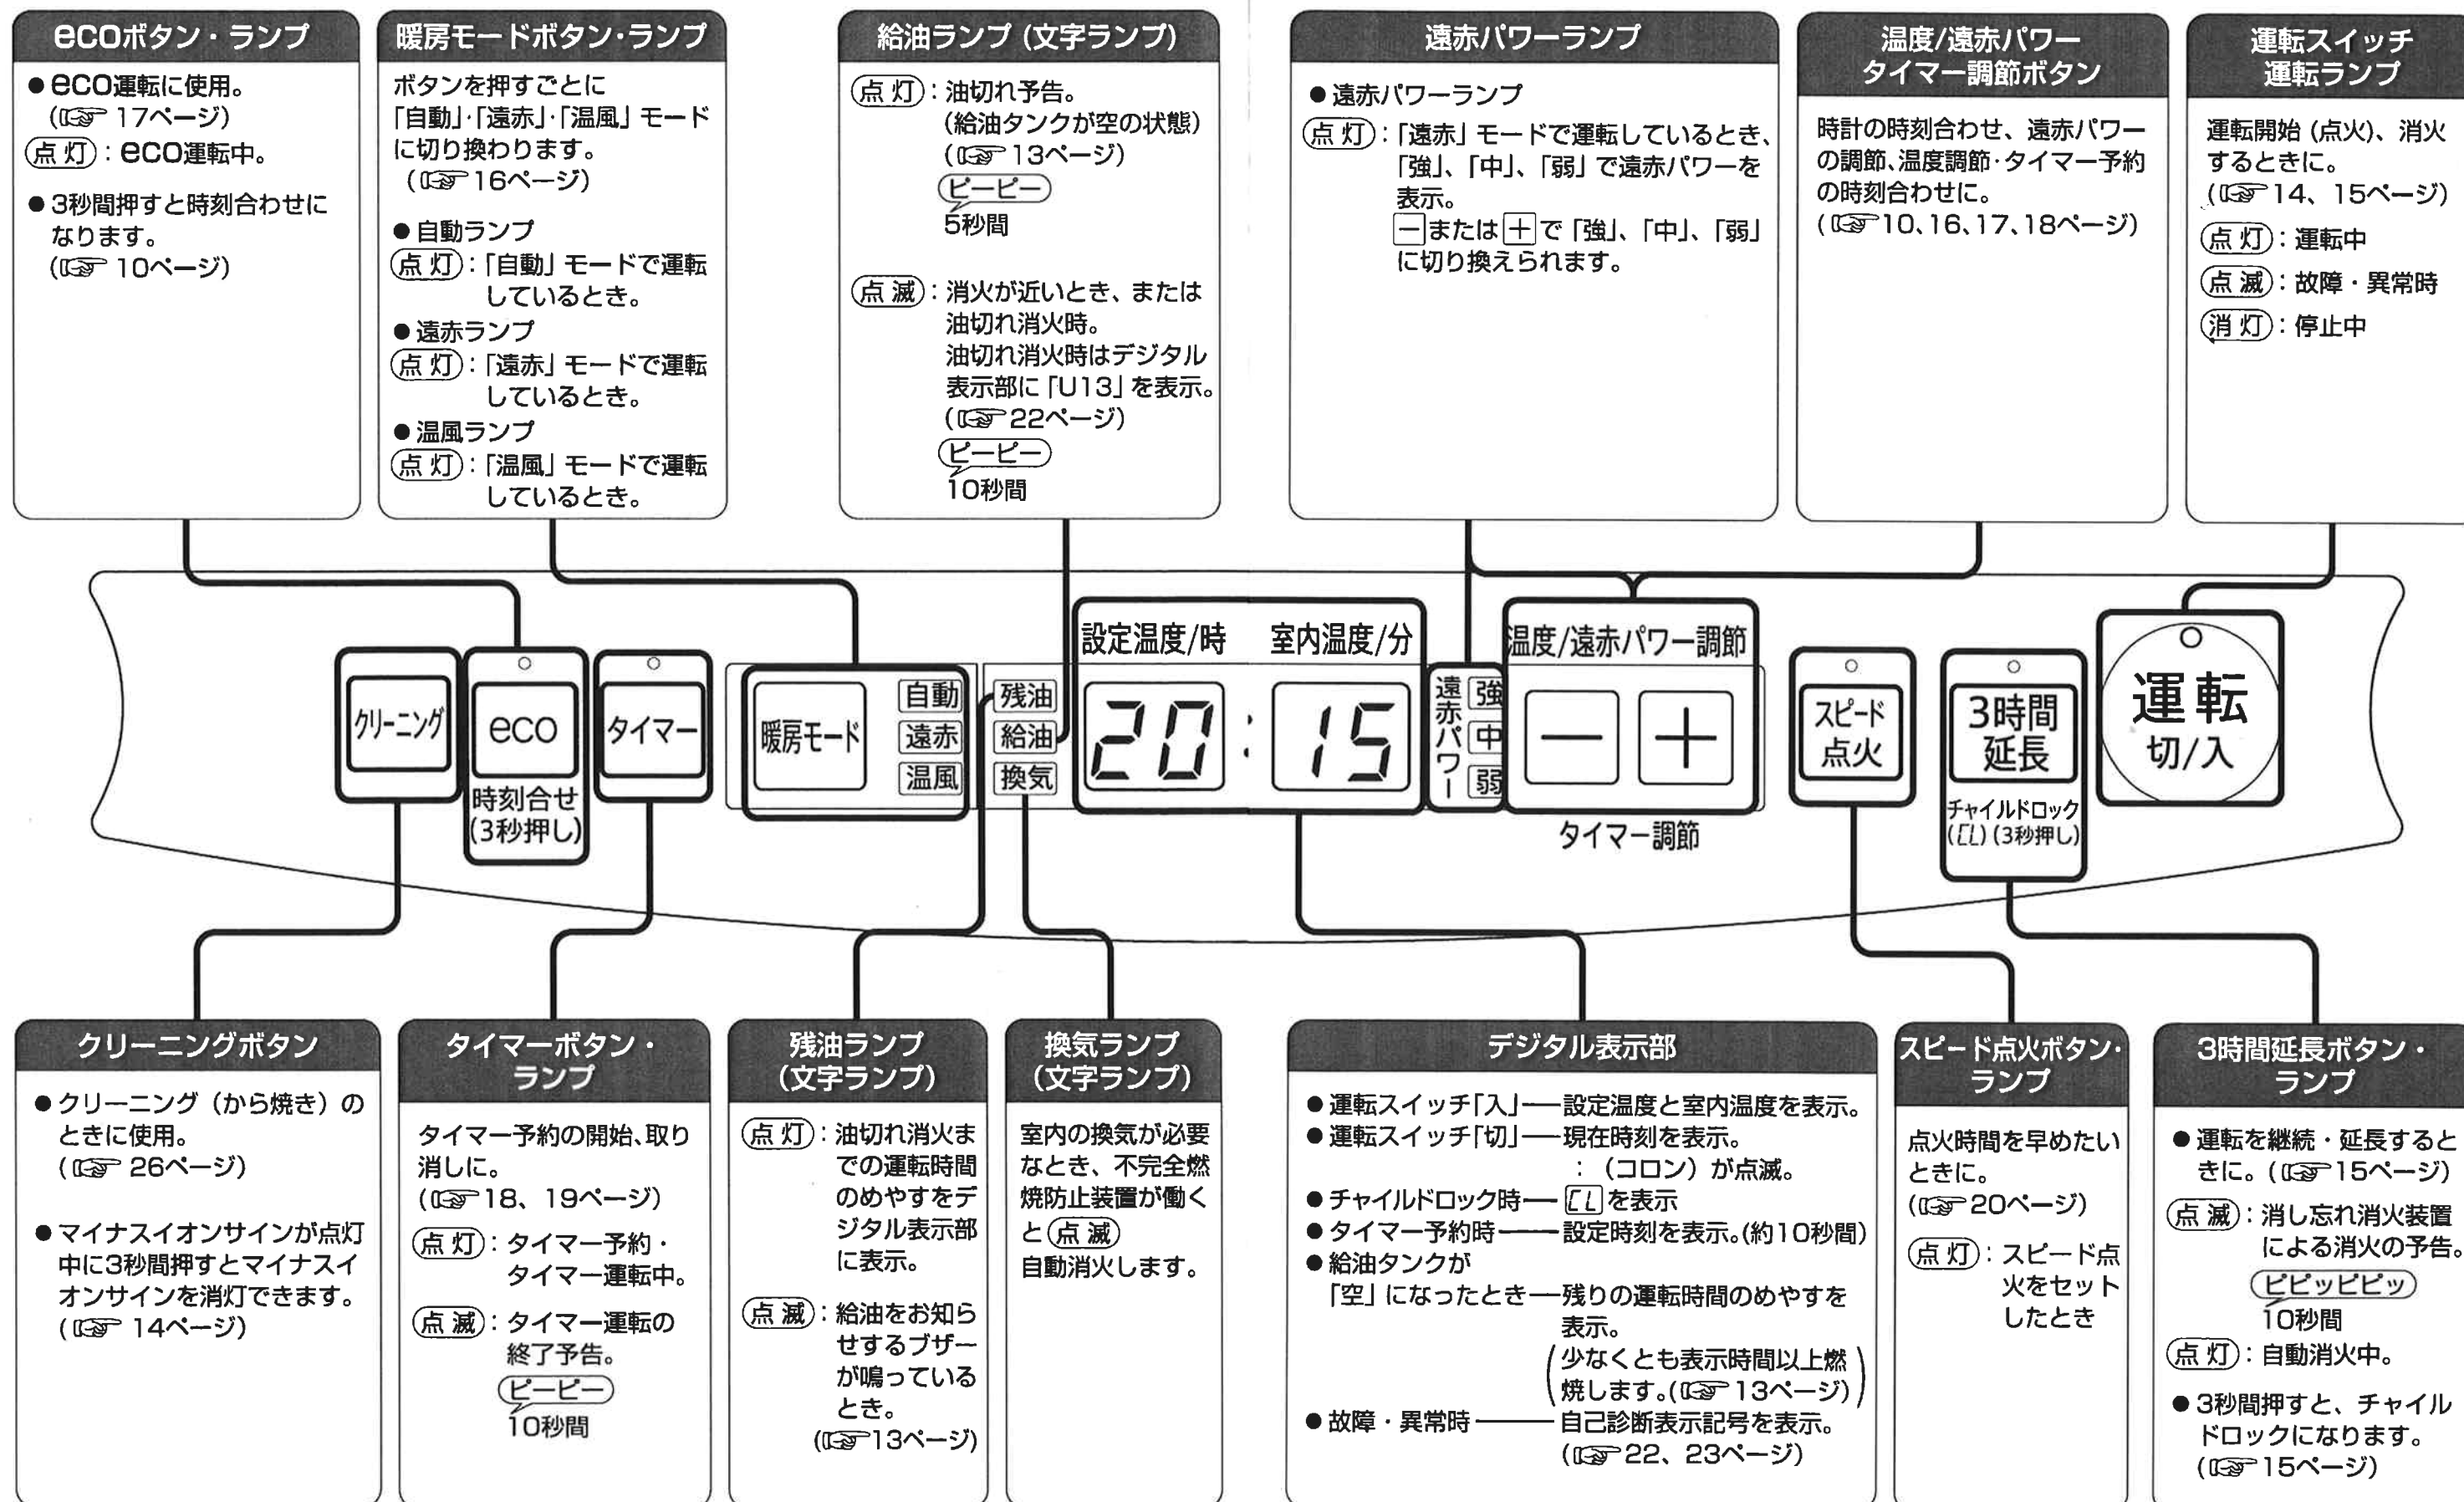 ecoボタン・ランプ
● eco運転に使用。
(☞ 17ページ)
点灯：eco運転中。
● 3秒間押すと時刻合わせに
なります。
(☞ 10ページ)
暖房モードボタン・ランプ
ボタンを押すごとに
「自動」・「遠赤」・「温風」モード
に切り換わります。
(☞16ページ)
● 自動ランプ
点灯：「自動」モードで運転
しているとき。
● 遠赤ランプ
点灯：「遠赤」モードで運転
しているとき。
● 温風ランプ
点灯：「温風」モードで運転
しているとき。
給油ランプ (文字ランプ)
点灯：油切れ予告。
(給油タンクが空の状態)
(☞13ページ)
ピーピー
5秒間
点滅：消火が近いとき、または
油切れ消火時。
油切れ消火時はデジタル
表示部に「U13」を表示。
(☞22ページ)
ピーピー
10秒間
遠赤パワーランプ
● 遠赤パワーランプ
点灯：「遠赤」モードで運転しているとき、
「強」、「中」、「弱」で遠赤パワーを
表示。
－または＋で「強」、「中」、「弱」
に切り換えられます。
温度/遠赤パワー
タイマー調節ボタン
時計の時刻合わせ、遠赤パワー
の調節、温度調節・タイマー予約
の時刻合わせに。
(☞10、16、17、18ページ)
運転スイッチ
運転ランプ
運転開始 (点火)、消火
するときに。
(☞14、15ページ)
点灯：運転中
点滅：故障・異常時
消灯：停止中
クリーニング
eco
時刻合せ
(3秒押し)
タイマー
暖房モード
自動
遠赤
温風
残油
給油
換気
設定温度/時 室内温度/分
20：15
遠赤パワー
強
中
弱
温度/遠赤パワー調節
－ ＋
タイマー調節
スピード
点火
3時間
延長
チャイルドロック
(CL) (3秒押し)
運転
切/入
クリーニングボタン
● クリーニング（から焼き）の
ときに使用。
(☞ 26ページ)
● マイナスイオンサインが点灯
中に3秒間押すとマイナスイ
オンサインを消灯できます。
(☞ 14ページ)
タイマーボタン・
ランプ
タイマー予約の開始、取り
消しに。
(☞18、19ページ)
点灯：タイマー予約・
タイマー運転中。
点滅：タイマー運転の
終了予告。
ピーピー
10秒間
残油ランプ
(文字ランプ)
点灯：油切れ消火ま
での運転時間
のめやすをデ
ジタル表示部
に表示。
点滅：給油をお知ら
せするブザー
が鳴っている
とき。
(☞13ページ)
換気ランプ
(文字ランプ)
室内の換気が必要
なとき、不完全燃
焼防止装置が働く
と点滅
自動消火します。
デジタル表示部
● 運転スイッチ「入」──設定温度と室内温度を表示。
● 運転スイッチ「切」──現在時刻を表示。
：（コロン）が点滅。
● チャイルドロック時──CLを表示
● タイマー予約時───設定時刻を表示。(約10秒間)
● 給油タンクが
「空」になったとき─残りの運転時間のめやすを
表示。
(少なくとも表示時間以上燃
焼します。(☞13ページ))
● 故障・異常時────自己診断表示記号を表示。
(☞22、23ページ)
スピード点火ボタン・
ランプ
点火時間を早めたい
ときに。
(☞20ページ)
点灯：スピード点
火をセット
したとき
3時間延長ボタン・
ランプ
● 運転を継続・延長すると
きに。(☞15ページ)
点滅：消し忘れ消火装置
による消火の予告。
ピピッピピッ
10秒間
点灯：自動消火中。
● 3秒間押すと、チャイル
ドロックになります。
(☞15ページ)